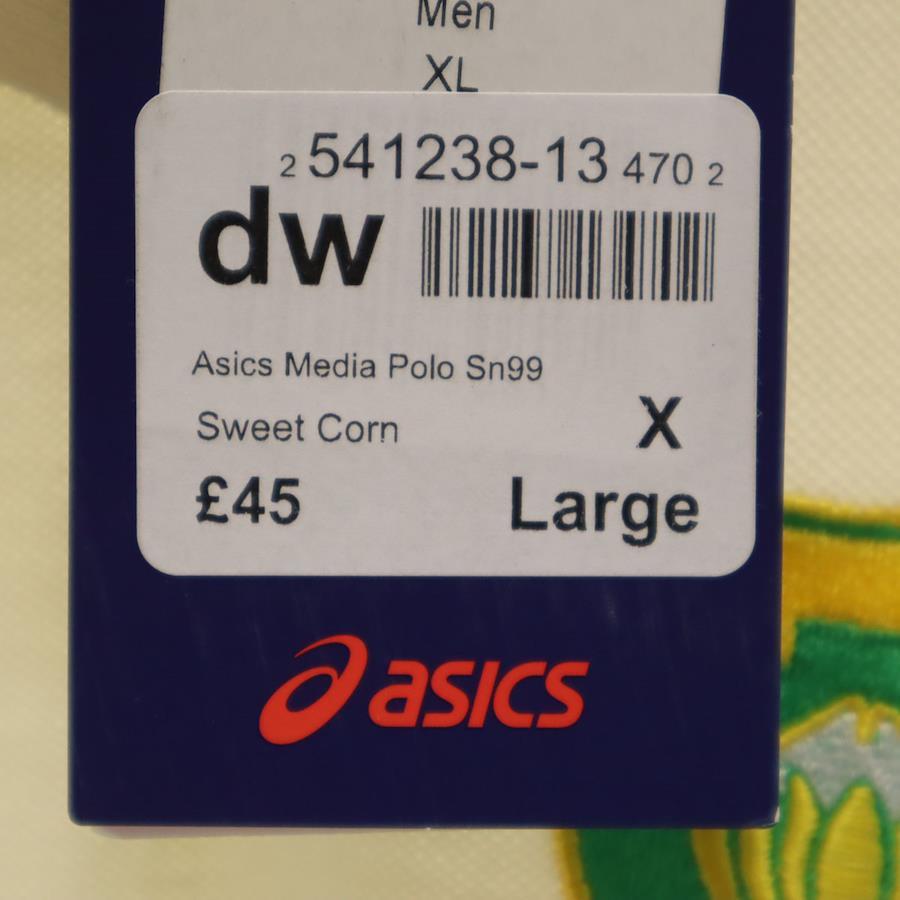 Men
XL
2 541238-13 470 2
dw
Asics Media Polo Sn99
Sweet Corn
X
£45
Large
asics